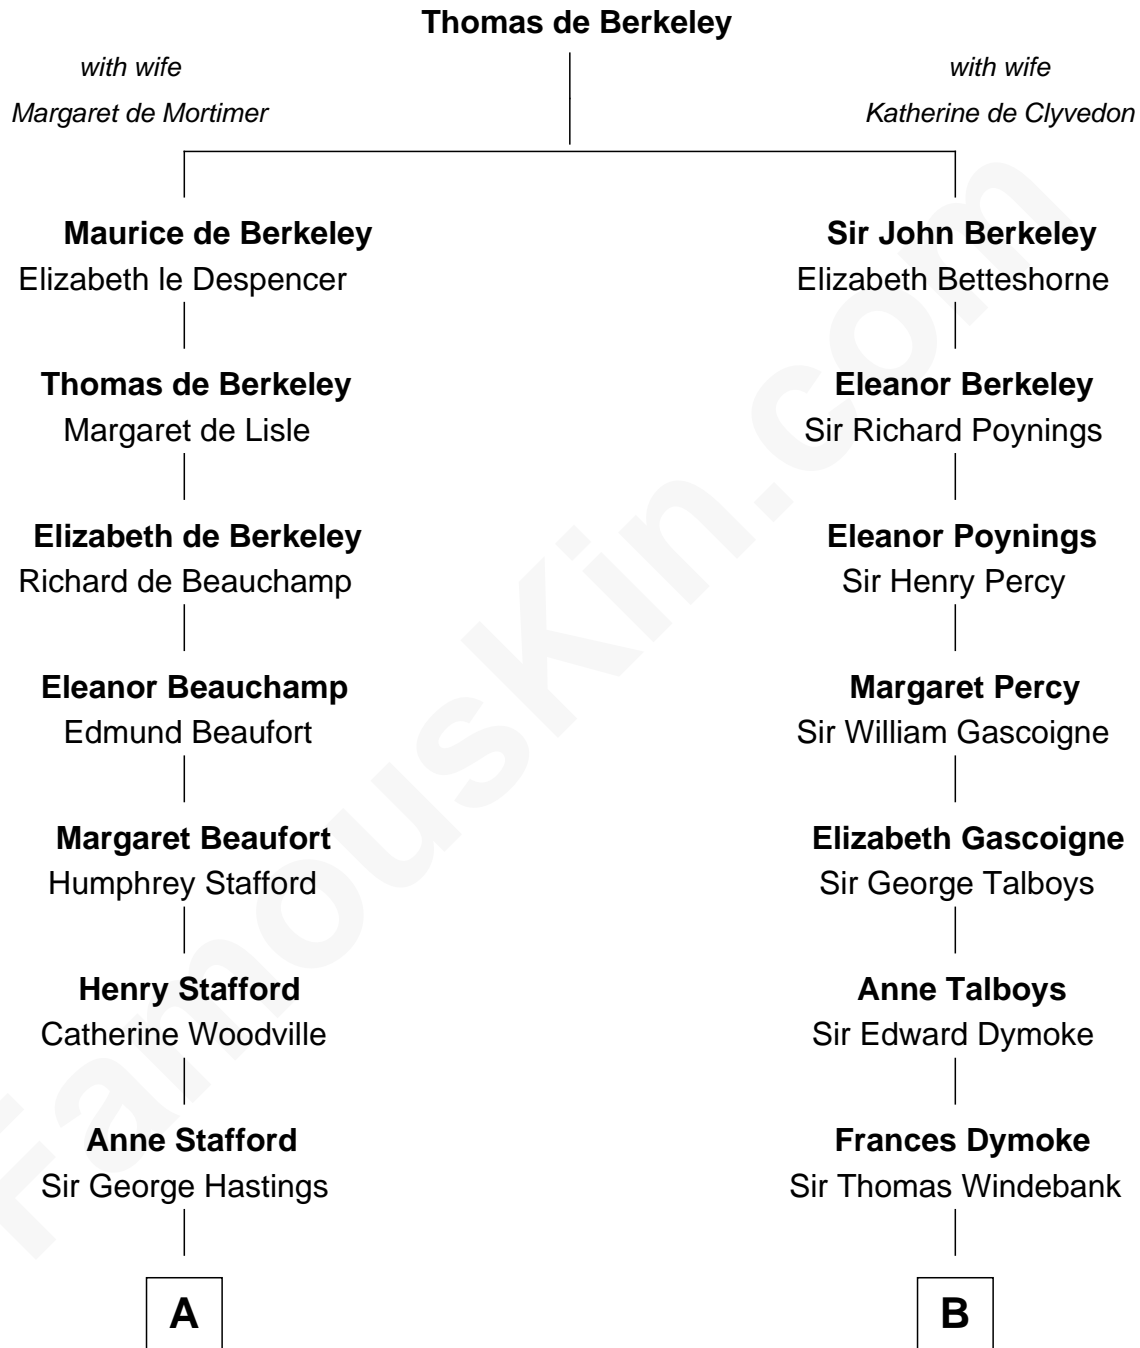 Thomas de Berkeley
with wife
Margaret de Mortimer
with wife
Katherine de Clyvedon
Maurice de Berkeley
Elizabeth le Despencer
Thomas de Berkeley
Margaret de Lisle
Elizabeth de Berkeley
Richard de Beauchamp
Eleanor Beauchamp
Edmund Beaufort
Margaret Beaufort
Humphrey Stafford
Henry Stafford
Catherine Woodville
Anne Stafford
Sir George Hastings
A
Sir John Berkeley
Elizabeth Betteshorne
Eleanor Berkeley
Sir Richard Poynings
Eleanor Poynings
Sir Henry Percy
Margaret Percy
Sir William Gascoigne
Elizabeth Gascoigne
Sir George Talboys
Anne Talboys
Sir Edward Dymoke
Frances Dymoke
Sir Thomas Windebank
B
FamousKin.com